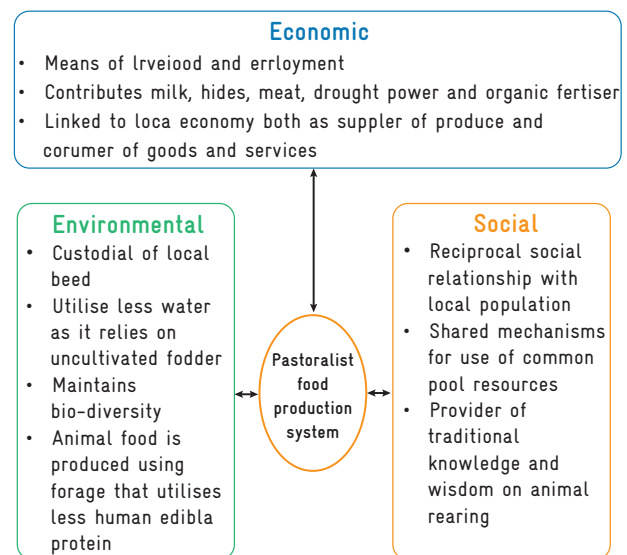 Economic
• Means of lrveiood and errloyment
• Contributes milk, hides, meat, drought power and organic fertiser
• Linked to loca economy both as suppler of produce and
corumer of goods and services
Environmental
• Custodial of local
beed
• Utilise less water
as it relies on
uncultivated fodder
• Maintains
bio-diversity
• Animal food is
produced using
forage that utilises
less human edibla
protein
Pastoralist
food
production
system
Social
• Reciprocal social
relationship with
local population
• Shared mechanisms
for use of common
pool resources
• Provider of
traditional
knowledge and
wisdom on animal
rearing